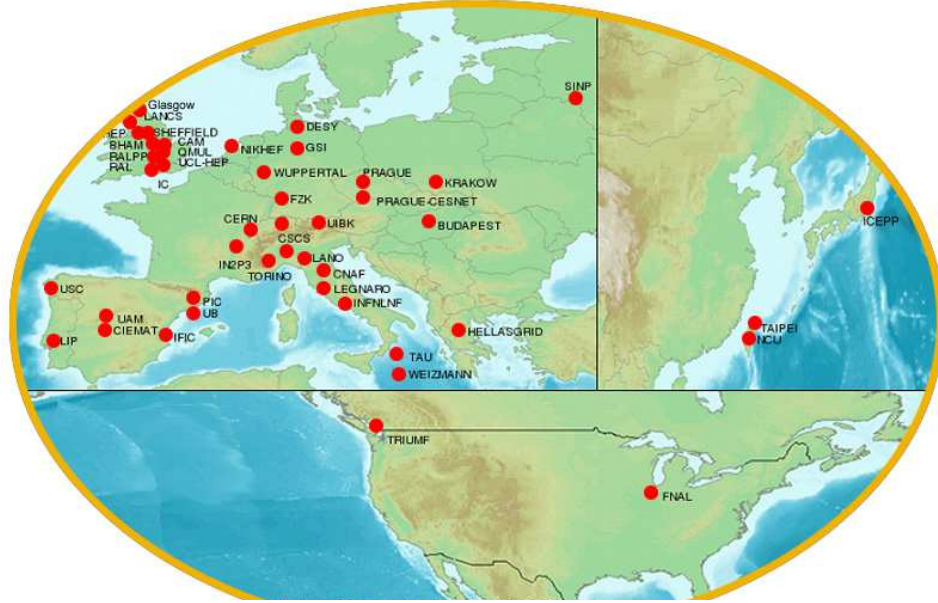 Glasgow
LANCS
SHEFFIELD
BHAM
CAM
RALPP
QMUL
RAL
UCL-HEP
IC
NIKHEF
DESY
GSI
SINP
WUPPERTAL
PRAGUE
KRAKOW
PRAGUE-CESNET
FZK
CERN
UIBK
BUDAPEST
CSCS
IN2P3
LANO
TORINO
CNAF
LEGNARO
INFNLNF
USC
PIC
UB
UAM
CIEMAT
IFIC
LIP
HELLASGRID
TAU
WEIZMANN
ICEPP
TAIPEI
NCU
TRIUMF
FNAL